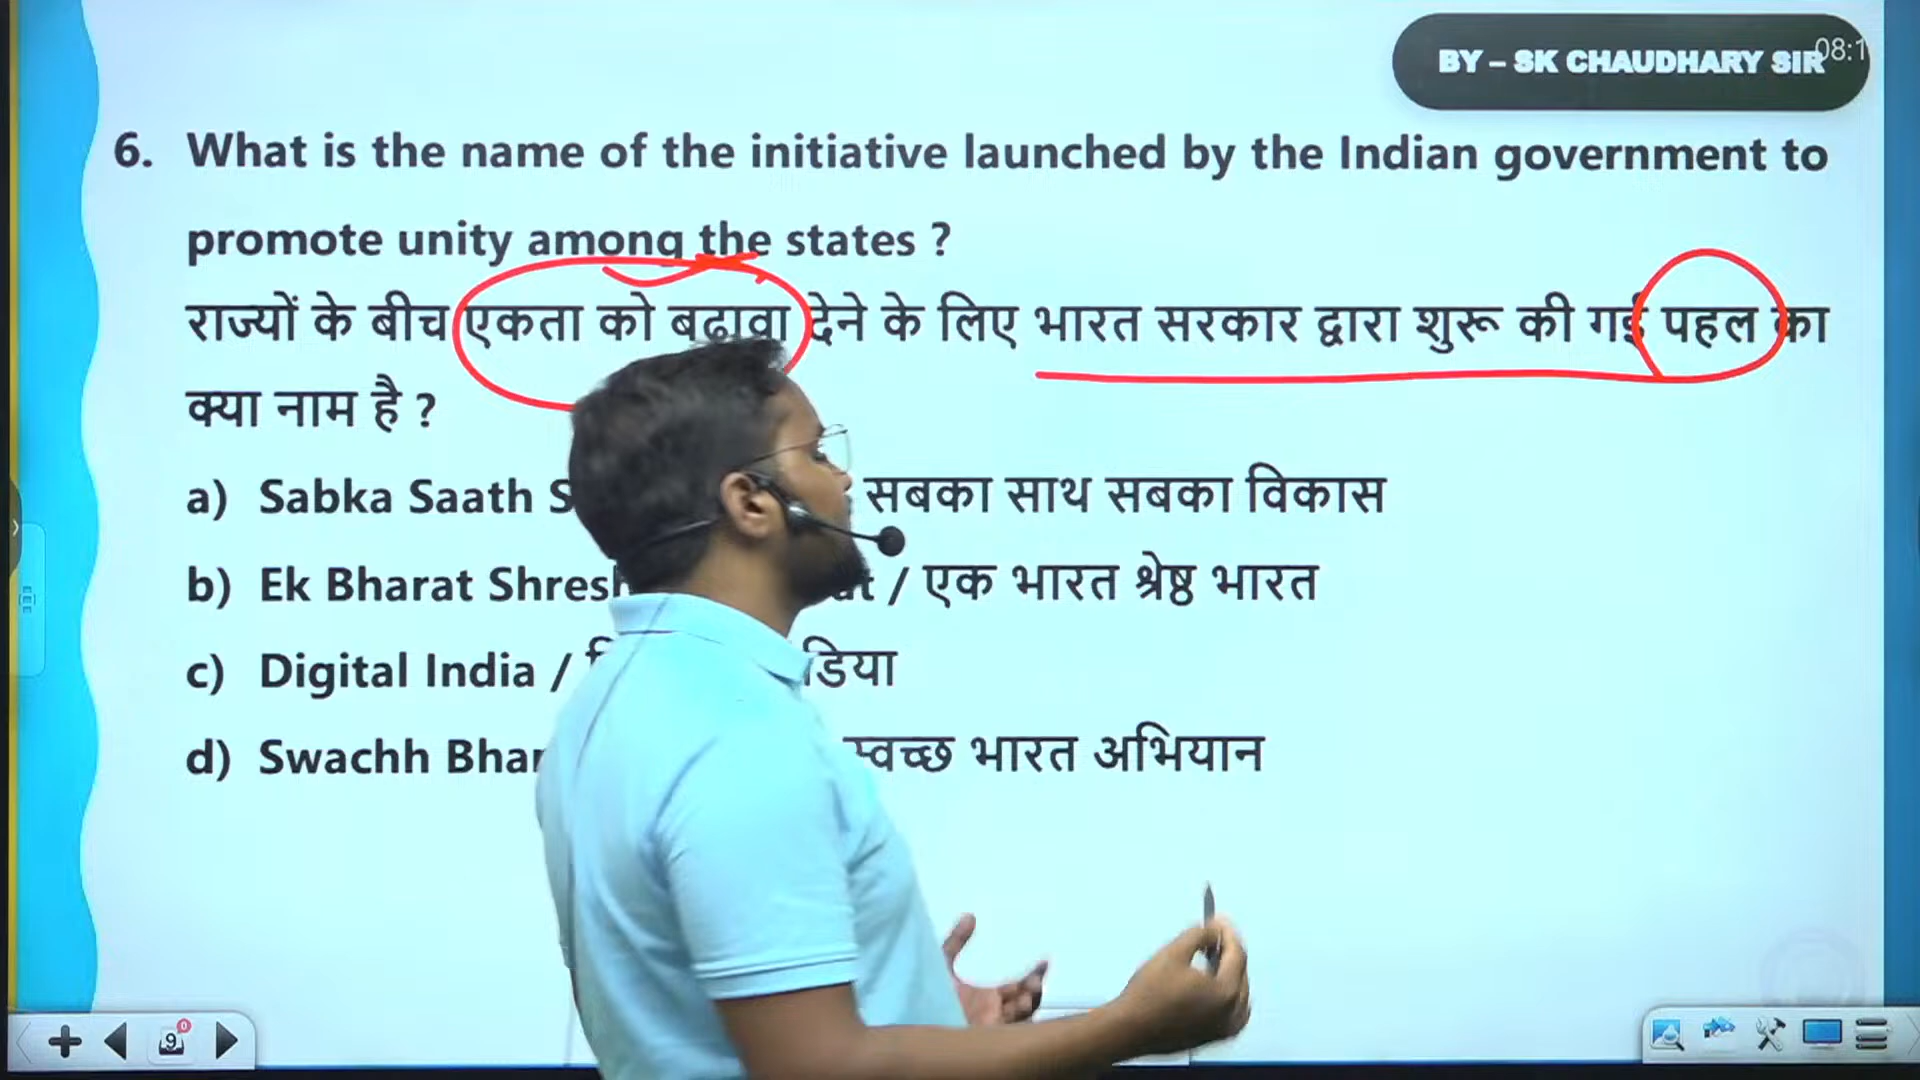 BY – SK CHAUDHARY SIR
08:1
6. What is the name of the initiative launched by the Indian government to
promote unity among the states ?
राज्यों के बीच एकता को बढ़ावा देने के लिए भारत सरकार द्वारा शुरू की गई पहल का
क्या नाम है ?
a) Sabka Saath सबका साथ सबका विकास
b) Ek Bharat / एक भारत श्रेष्ठ भारत
c) Digital India /
d) Swachh स्वच्छ भारत अभियान
9
0